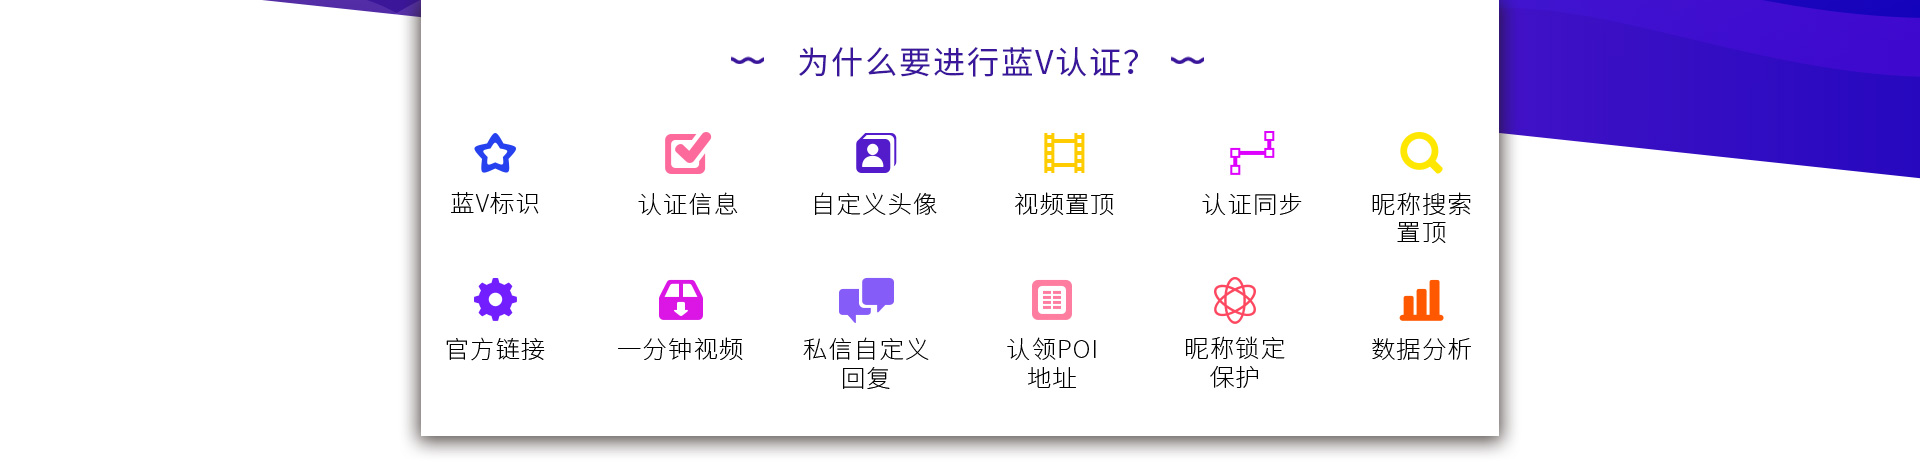 为什么要进行蓝V认证?
蓝V标识
认证信息
自定义头像
视频置顶
认证同步
昵称搜索
置顶
官方链接
一分钟视频
私信自定义
回复
认领POI
地址
昵称锁定
保护
数据分析